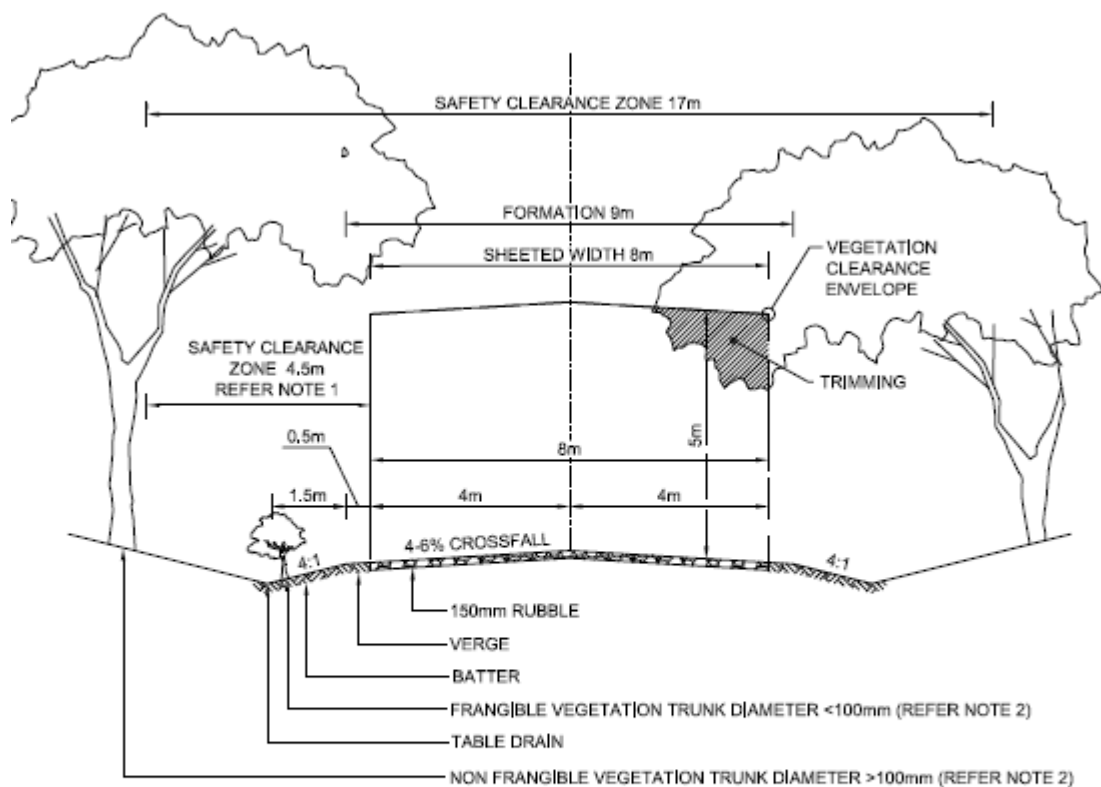 SAFETY CLEARANCE ZONE 17m
FORMATION 9m
SHEETED WIDTH 8m
VEGETATION
CLEARANCE
ENVELOPE
SAFETY CLEARANCE
ZONE 4.5m
REFER NOTE 1
TRIMMING
0.5m
5m
8m
1.5m
4m
4m
4-6% CROSSFALL
4:1
4:1
150mm RUBBLE
VERGE
BATTER
FRANGIBLE VEGETATION TRUNK DIAMETER <100mm (REFER NOTE 2)
TABLE DRAIN
NON FRANGIBLE VEGETATION TRUNK DIAMETER >100mm (REFER NOTE 2)